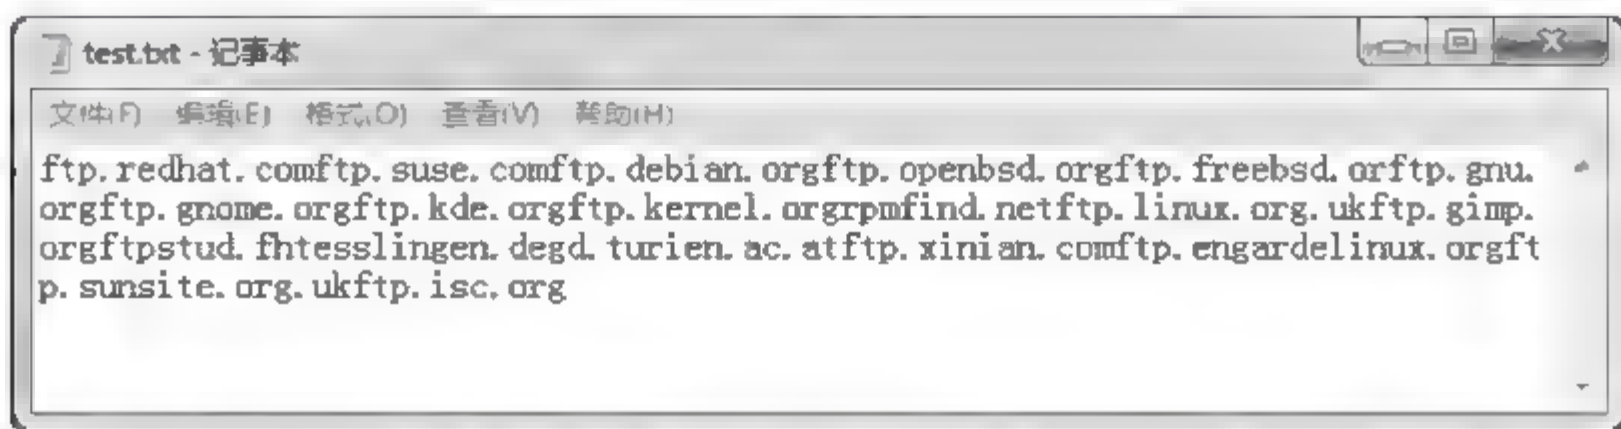 test.txt - 记事本
文件(F) 编辑(E) 格式(O) 查看(V) 帮助(H)
ftp.redhat.comftp.suse.comftp.debian.orgftp.openbsd.orgftp.freebsd.orftp.gnu.
orgftp.gnome.orgftp.kde.orgftp.kernel.orgrpmfind.netftp.linux.org.ukftp.gimp.
orgftpstud.fhtesslingen.degd.turien.ac.atftp.xinian.comftp.engardelinux.orgft
p.sunsite.org.ukftp.isc.org